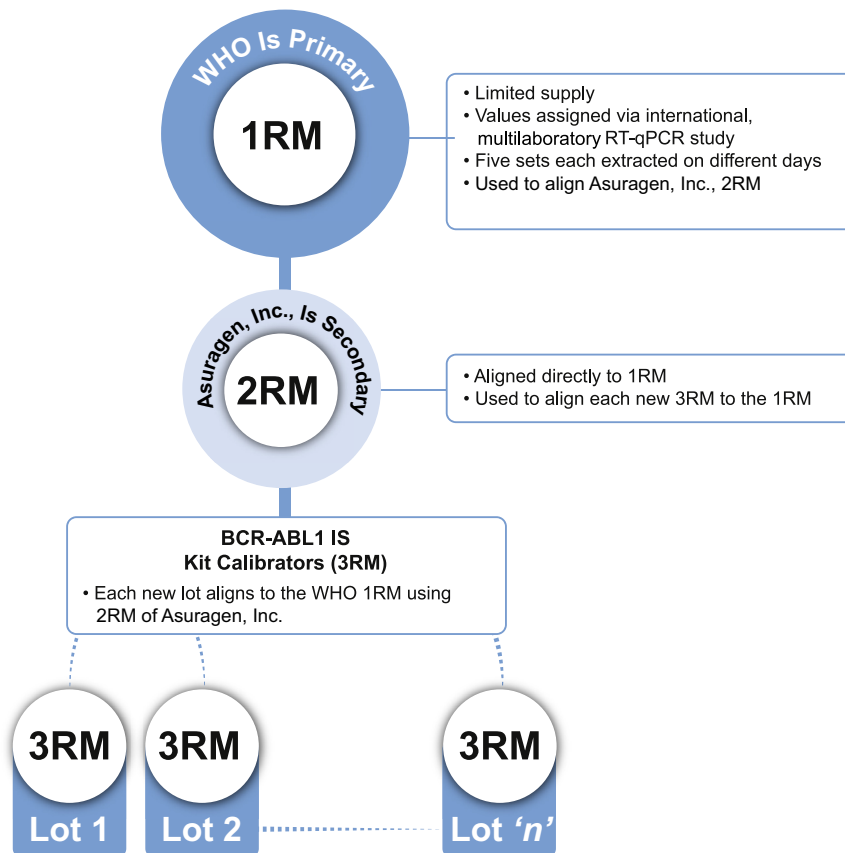 WHO Is Primary
1RM
• Limited supply
• Values assigned via international,
multilaboratory RT-qPCR study
• Five sets each extracted on different days
• Used to align Asuragen, Inc., 2RM
Asuragen, Inc., Is Secondary
2RM
• Aligned directly to 1RM
• Used to align each new 3RM to the 1RM
BCR-ABL1 IS
Kit Calibrators (3RM)
• Each new lot aligns to the WHO 1RM using
2RM of Asuragen, Inc.
3RM
Lot 1
3RM
Lot 2
3RM
Lot ‘n’